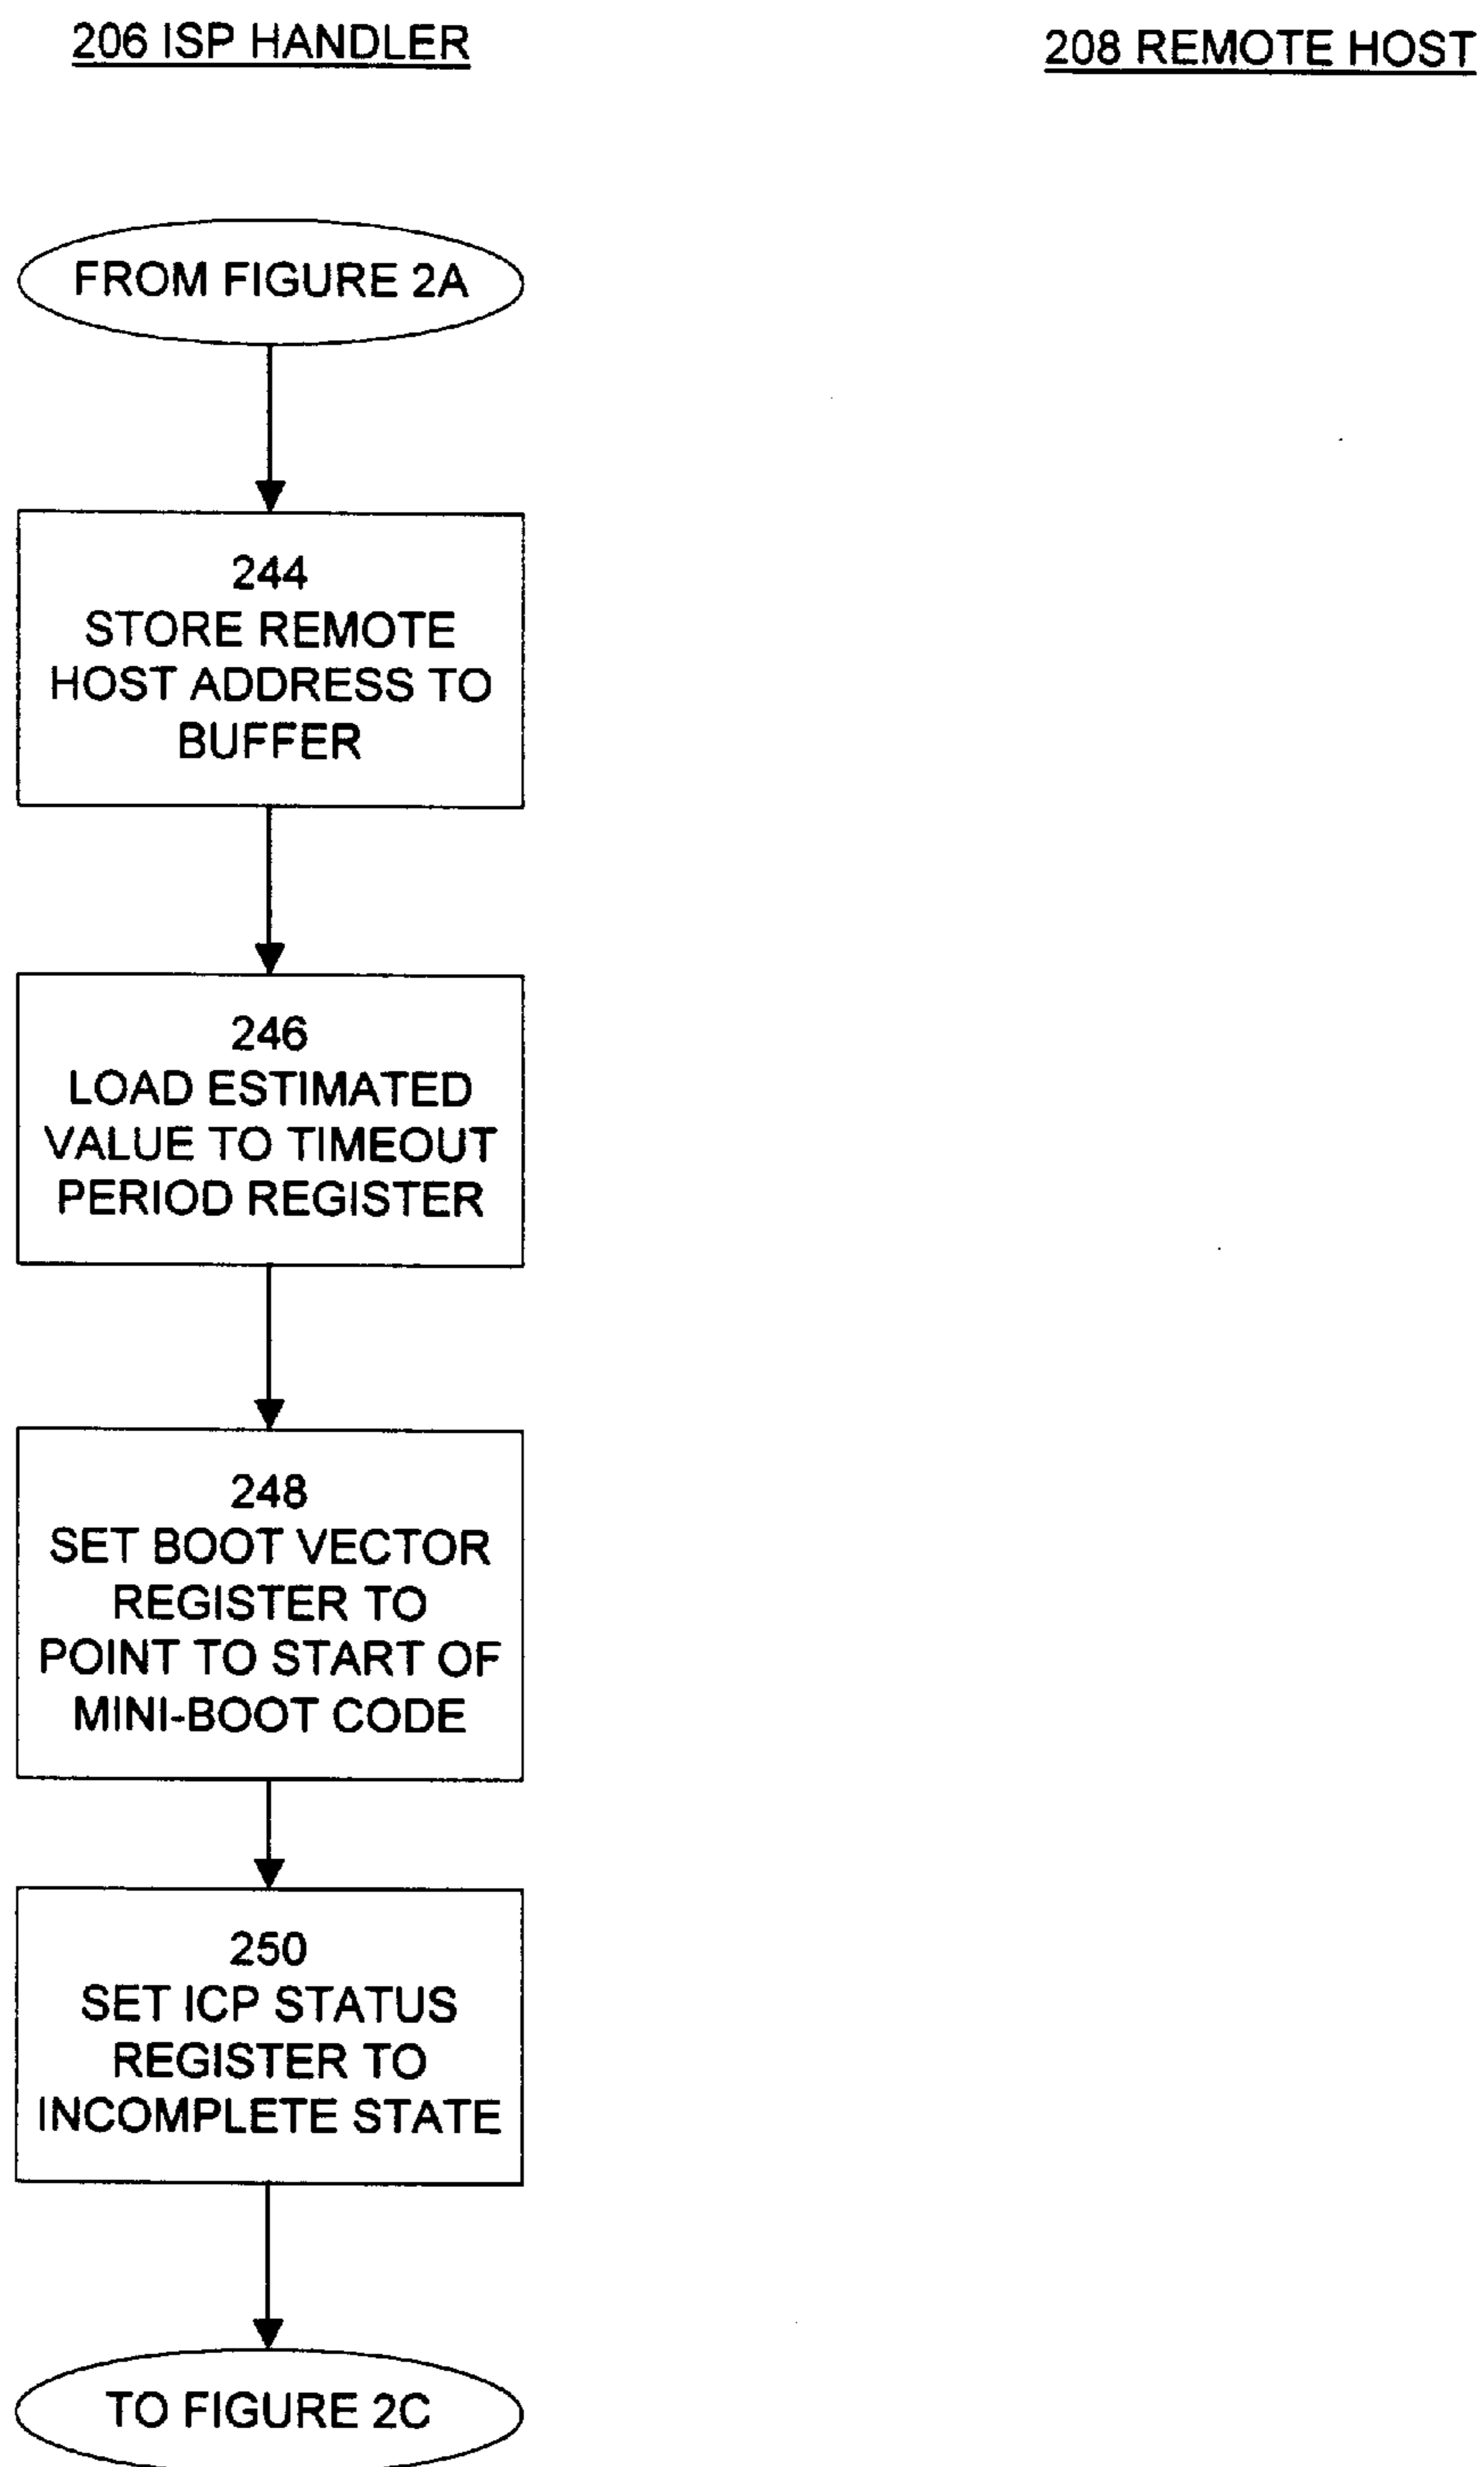 206 ISP HANDLER
208 REMOTE HOST
FROM FIGURE 2A
244
STORE REMOTE
HOST ADDRESS TO
BUFFER
246
LOAD ESTIMATED
VALUE TO TIMEOUT
PERIOD REGISTER
248
SET BOOT VECTOR
REGISTER TO
POINT TO START OF
MINI-BOOT CODE
250
SET ICP STATUS
REGISTER TO
INCOMPLETE STATE
TO FIGURE 2C